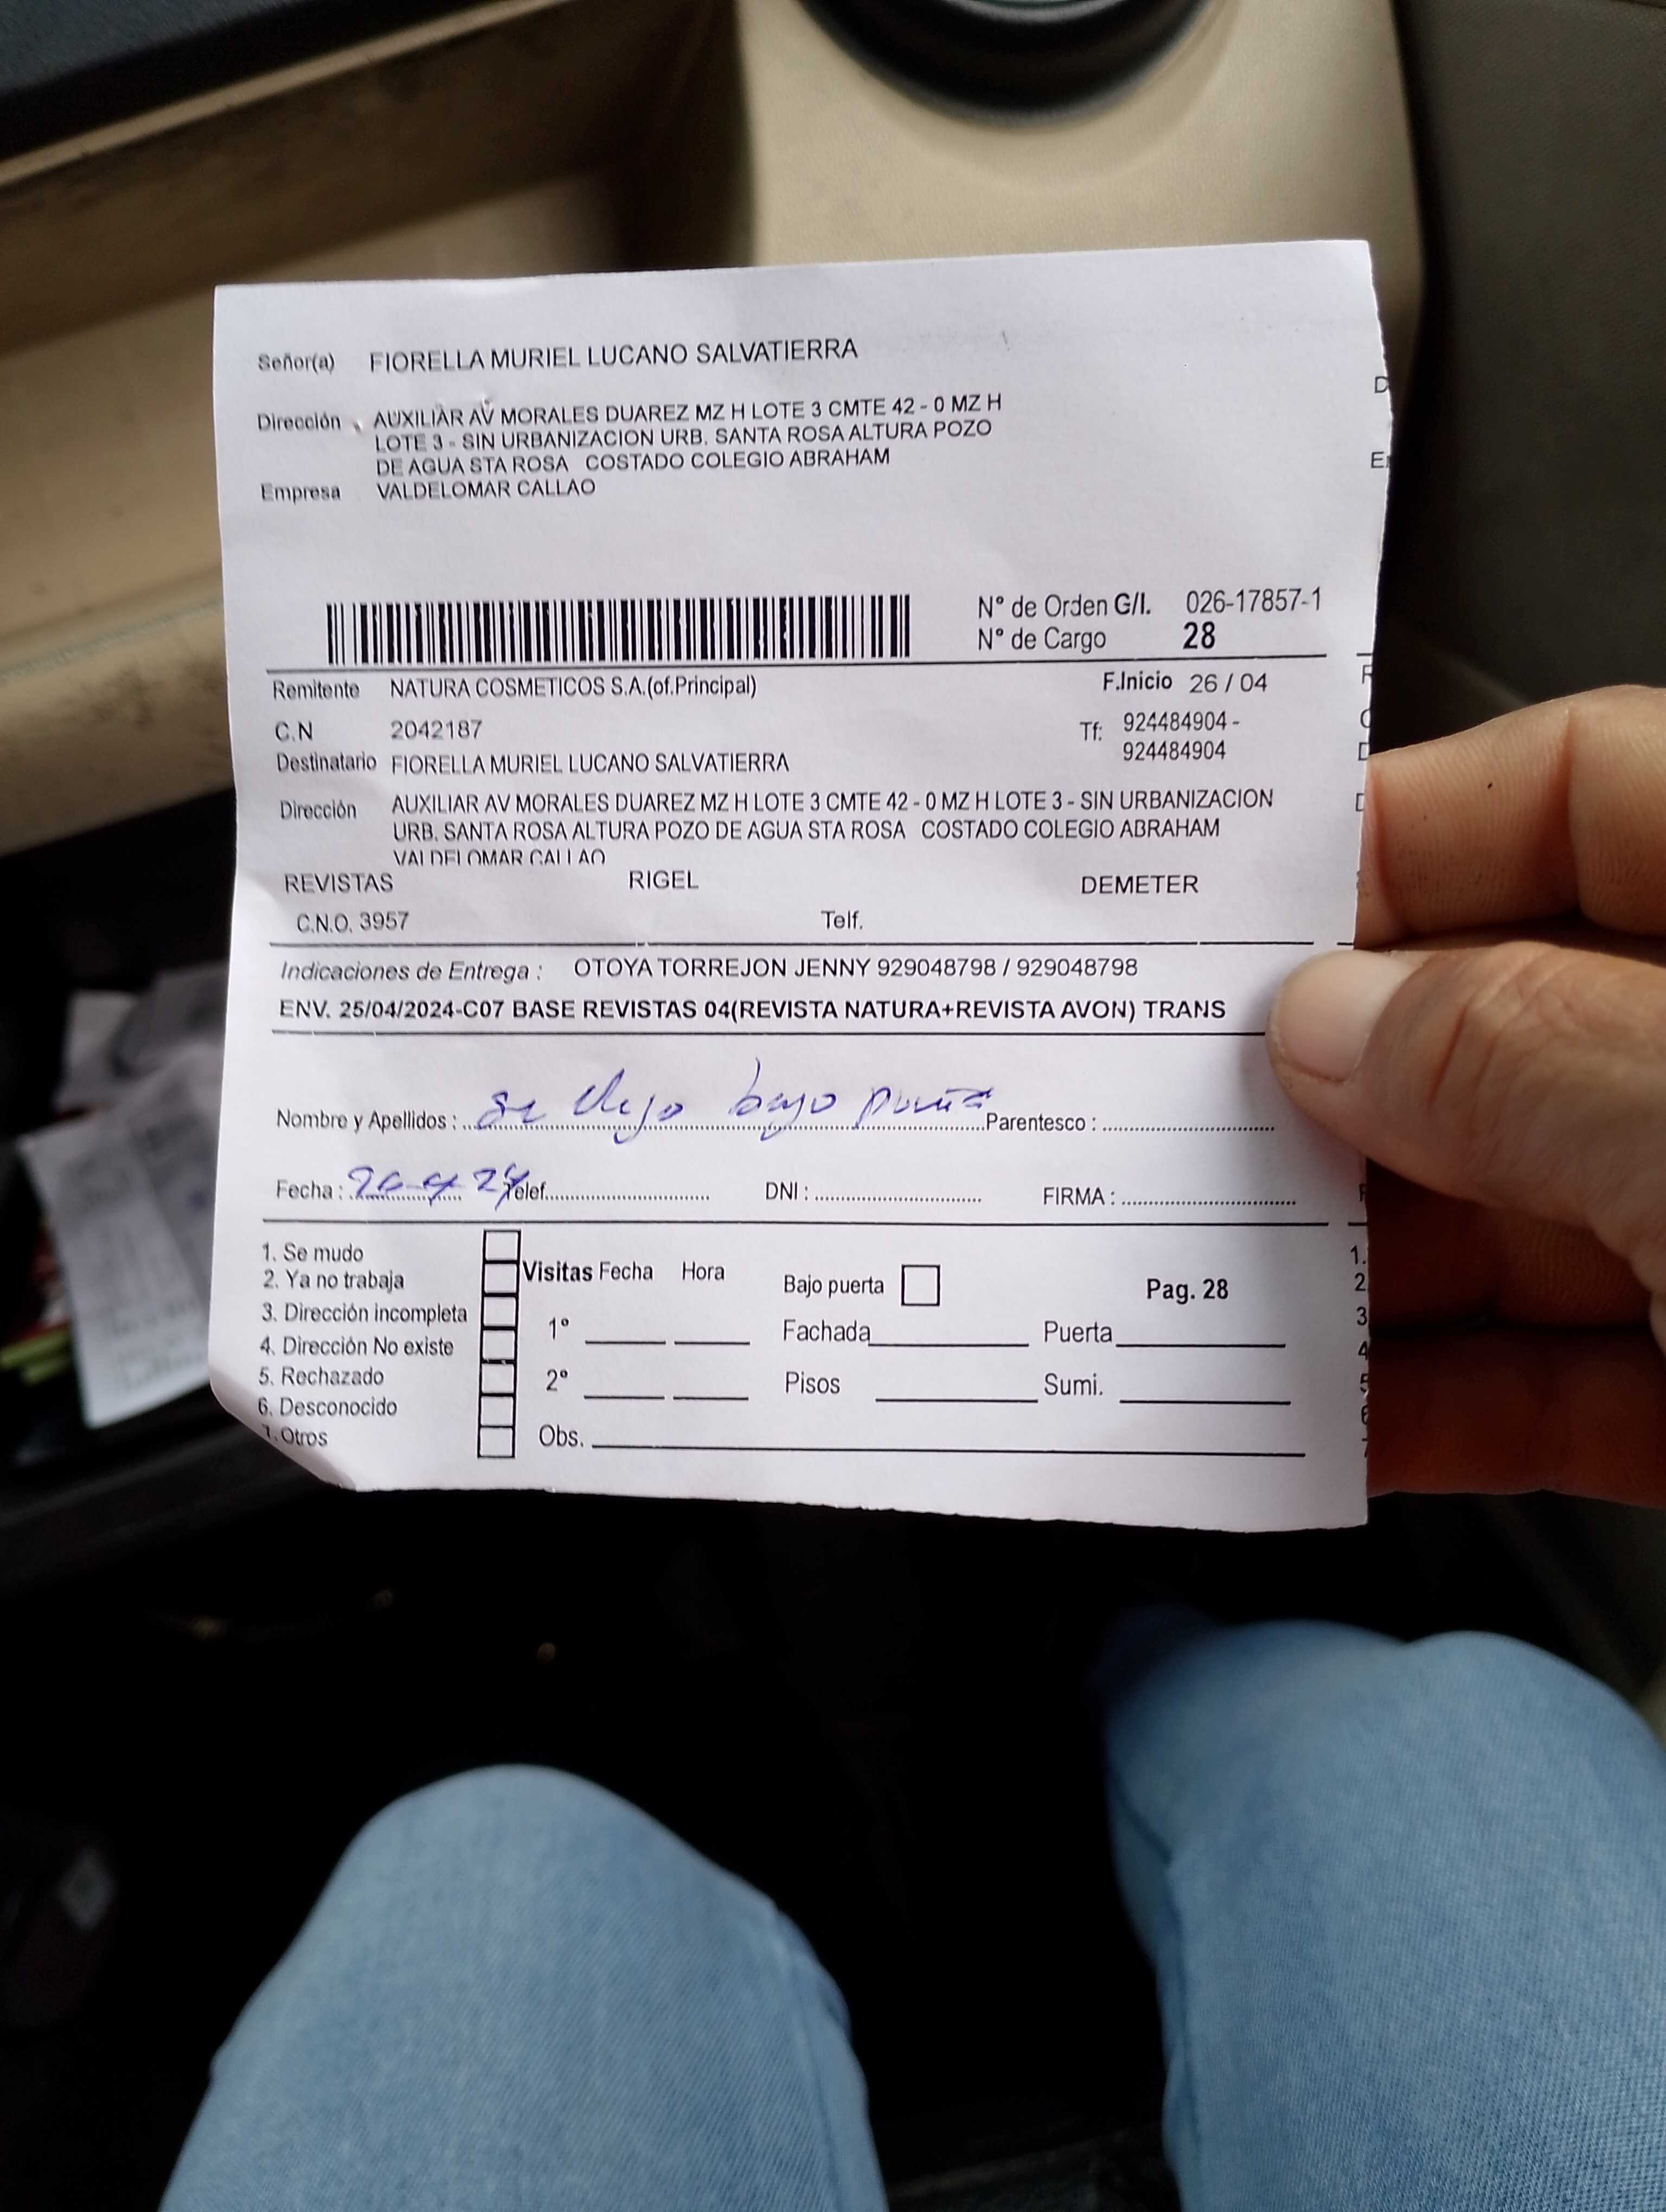 Señor(a) FIORELLA MURIEL LUCANO SALVATIERRA
Dirección AUXILIAR AV MORALES DUAREZ MZ H LOTE 3 CMTE 42 - 0 MZ H
LOTE 3 - SIN URBANIZACION URB. SANTA ROSA ALTURA POZO
DE AGUA STA ROSA COSTADO COLEGIO ABRAHAM
Empresa VALDELOMAR CALLAO
N° de Orden G/I. 026-17857-1
N° de Cargo 28
Remitente NATURA COSMETICOS S.A.(of.Principal) F.Inicio 26 / 04
C.N 2042187 Tf: 924484904 -
924484904
Destinatario FIORELLA MURIEL LUCANO SALVATIERRA
Dirección AUXILIAR AV MORALES DUAREZ MZ H LOTE 3 CMTE 42 - 0 MZ H LOTE 3 - SIN URBANIZACION
URB. SANTA ROSA ALTURA POZO DE AGUA STA ROSA COSTADO COLEGIO ABRAHAM
VALDELOMAR CALLAO
REVISTAS RIGEL DEMETER
C.N.O. 3957 Telf.
Indicaciones de Entrega : OTOYA TORREJON JENNY 929048798 / 929048798
ENV. 25/04/2024-C07 BASE REVISTAS 04(REVISTA NATURA+REVISTA AVON) TRANS
Nombre y Apellidos : se dejo bajo puerta Parentesco :
Fecha : Telef. DNI : FIRMA :
1. Se mudo
2. Ya no trabaja
3. Dirección incompleta
4. Dirección No existe
5. Rechazado
6. Desconocido
7. Otros
Visitas Fecha Hora Bajo puerta Pag. 28
1° Fachada Puerta
2° Pisos Sumi.
Obs.